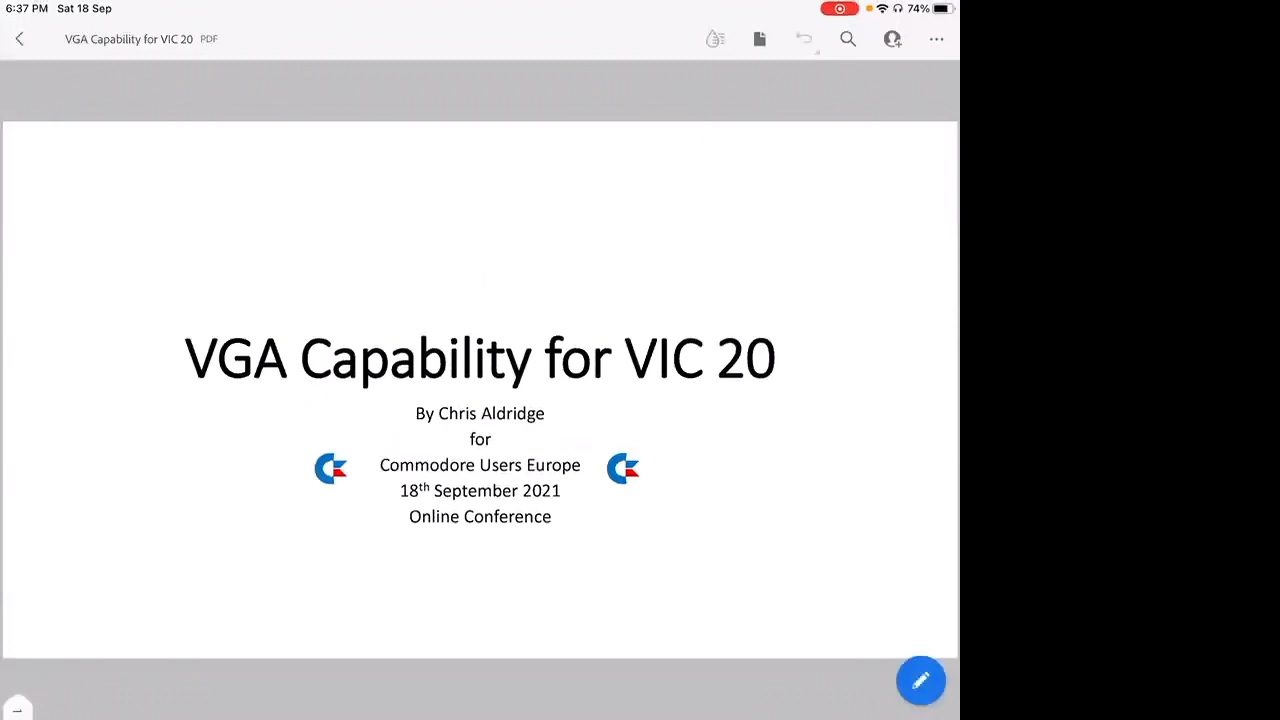 6:37 PM Sat 18 Sep 74%
VGA Capability for VIC 20 PDF
VGA Capability for VIC 20
By Chris Aldridge
for
Commodore Users Europe
18th September 2021
Online Conference
1